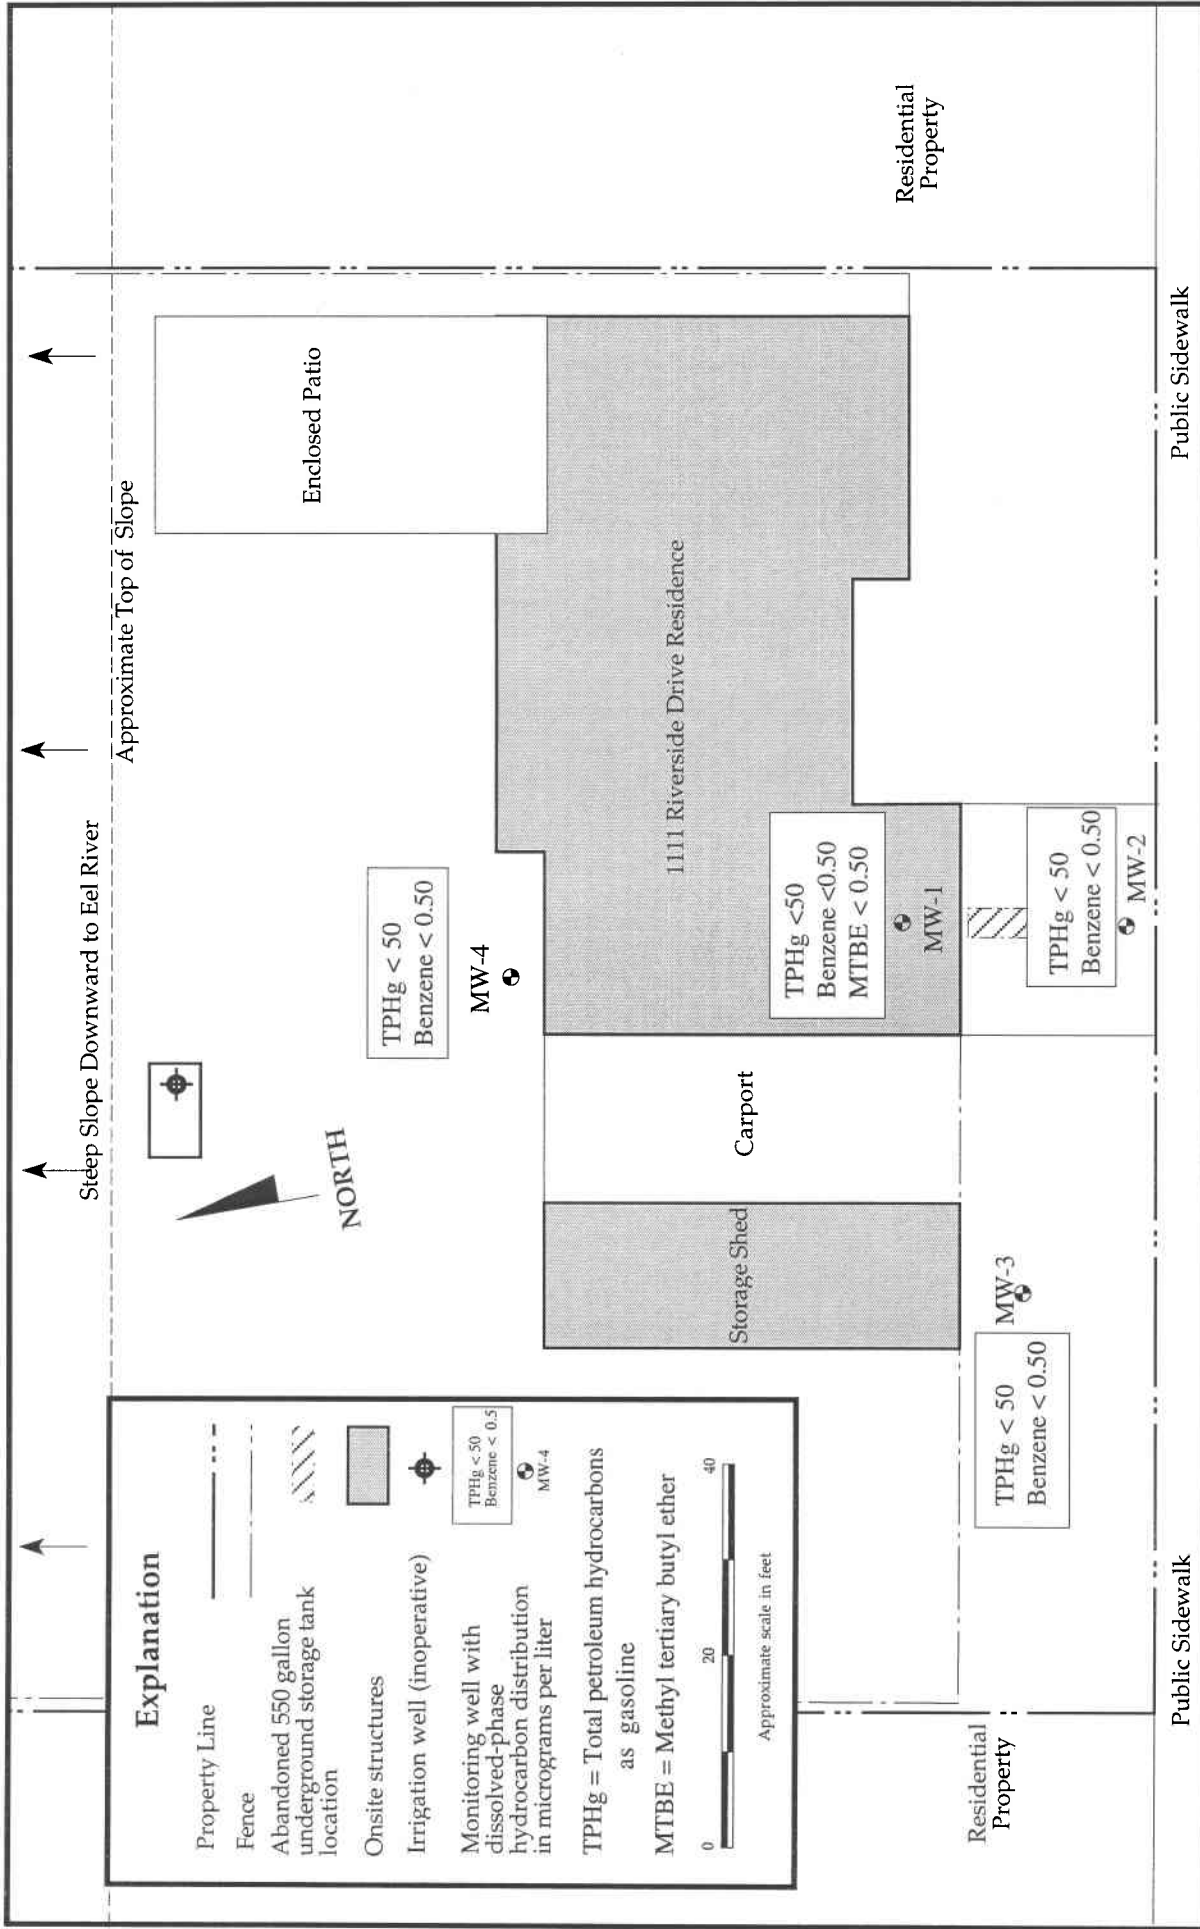 Steep Slope Downward to Eel River
Approximate Top of Slope
Explanation
Property Line
Fence
Abandoned 550 gallon
underground storage tank
location
Onsite structures
Irrigation well (inoperative)
Monitoring well with
dissolved-phase
hydrocarbon distribution
in micrograms per liter
TPHg < 50
Benzene < 0.5
MW-4
TPHg = Total petroleum hydrocarbons
as gasoline
MTBE = Methyl tertiary butyl ether
0
20
40
Approximate scale in feet
NORTH
TPHg < 50
Benzene < 0.50
MW-4
Enclosed Patio
1111 Riverside Drive Residence
Carport
Storage Shed
TPHg <50
Benzene <0.50
MTBE < 0.50
MW-1
TPHg < 50
Benzene < 0.50
MW-2
MW-3
TPHg < 50
Benzene < 0.50
Residential
Property
Residential
Property
Public Sidewalk
Public Sidewalk